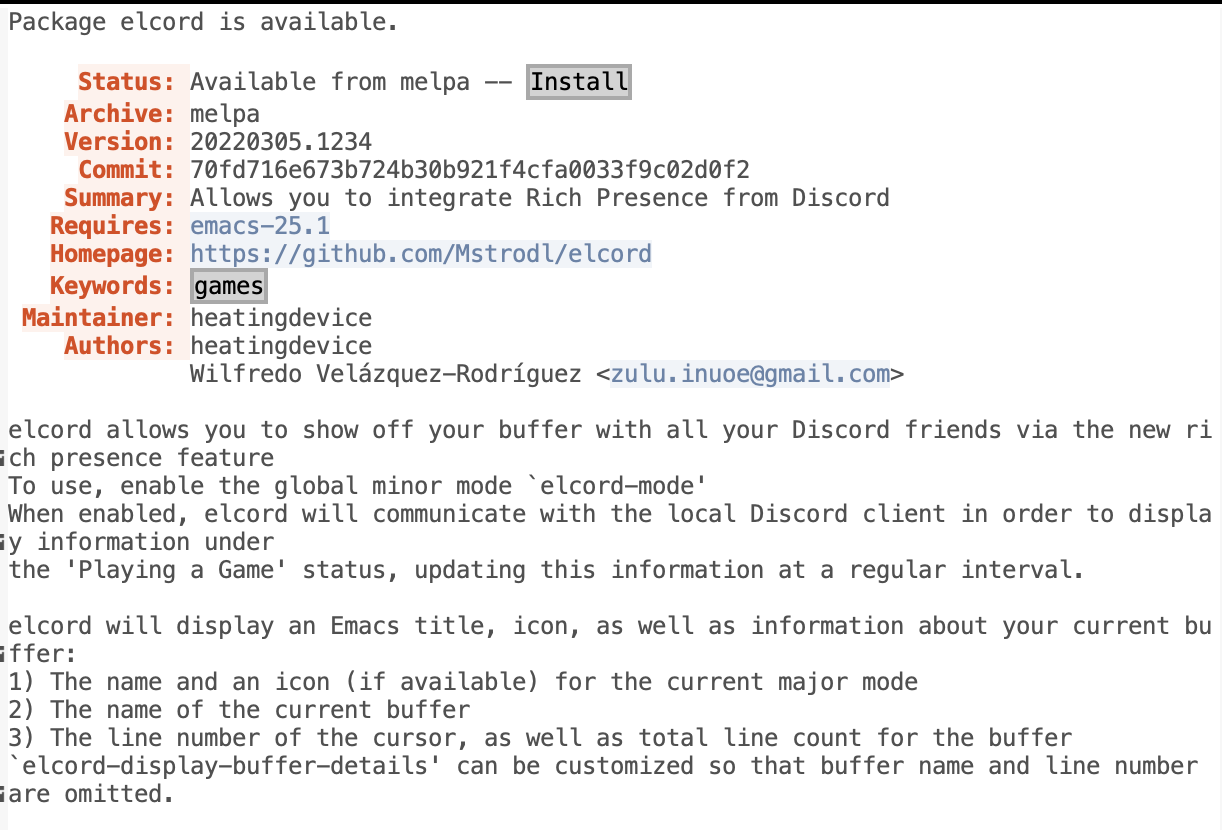 Package elcord is available.
Status: Available from melpa -- Install
Archive: melpa
Version: 20220305.1234
Commit: 70fd716e673b724b30b921f4cfa0033f9c02d0f2
Summary: Allows you to integrate Rich Presence from Discord
Requires: emacs-25.1
Homepage: https://github.com/Mstrodl/elcord
Keywords: games
Maintainer: heatingdevice
Authors: heatingdevice
Wilfredo Velázquez-Rodríguez <zulu.inuoe@gmail.com>
elcord allows you to show off your buffer with all your Discord friends via the new ri
ch presence feature
To use, enable the global minor mode `elcord-mode'
When enabled, elcord will communicate with the local Discord client in order to displa
y information under
the 'Playing a Game' status, updating this information at a regular interval.
elcord will display an Emacs title, icon, as well as information about your current bu
ffer:
1) The name and an icon (if available) for the current major mode
2) The name of the current buffer
3) The line number of the cursor, as well as total line count for the buffer
`elcord-display-buffer-details' can be customized so that buffer name and line number
are omitted.